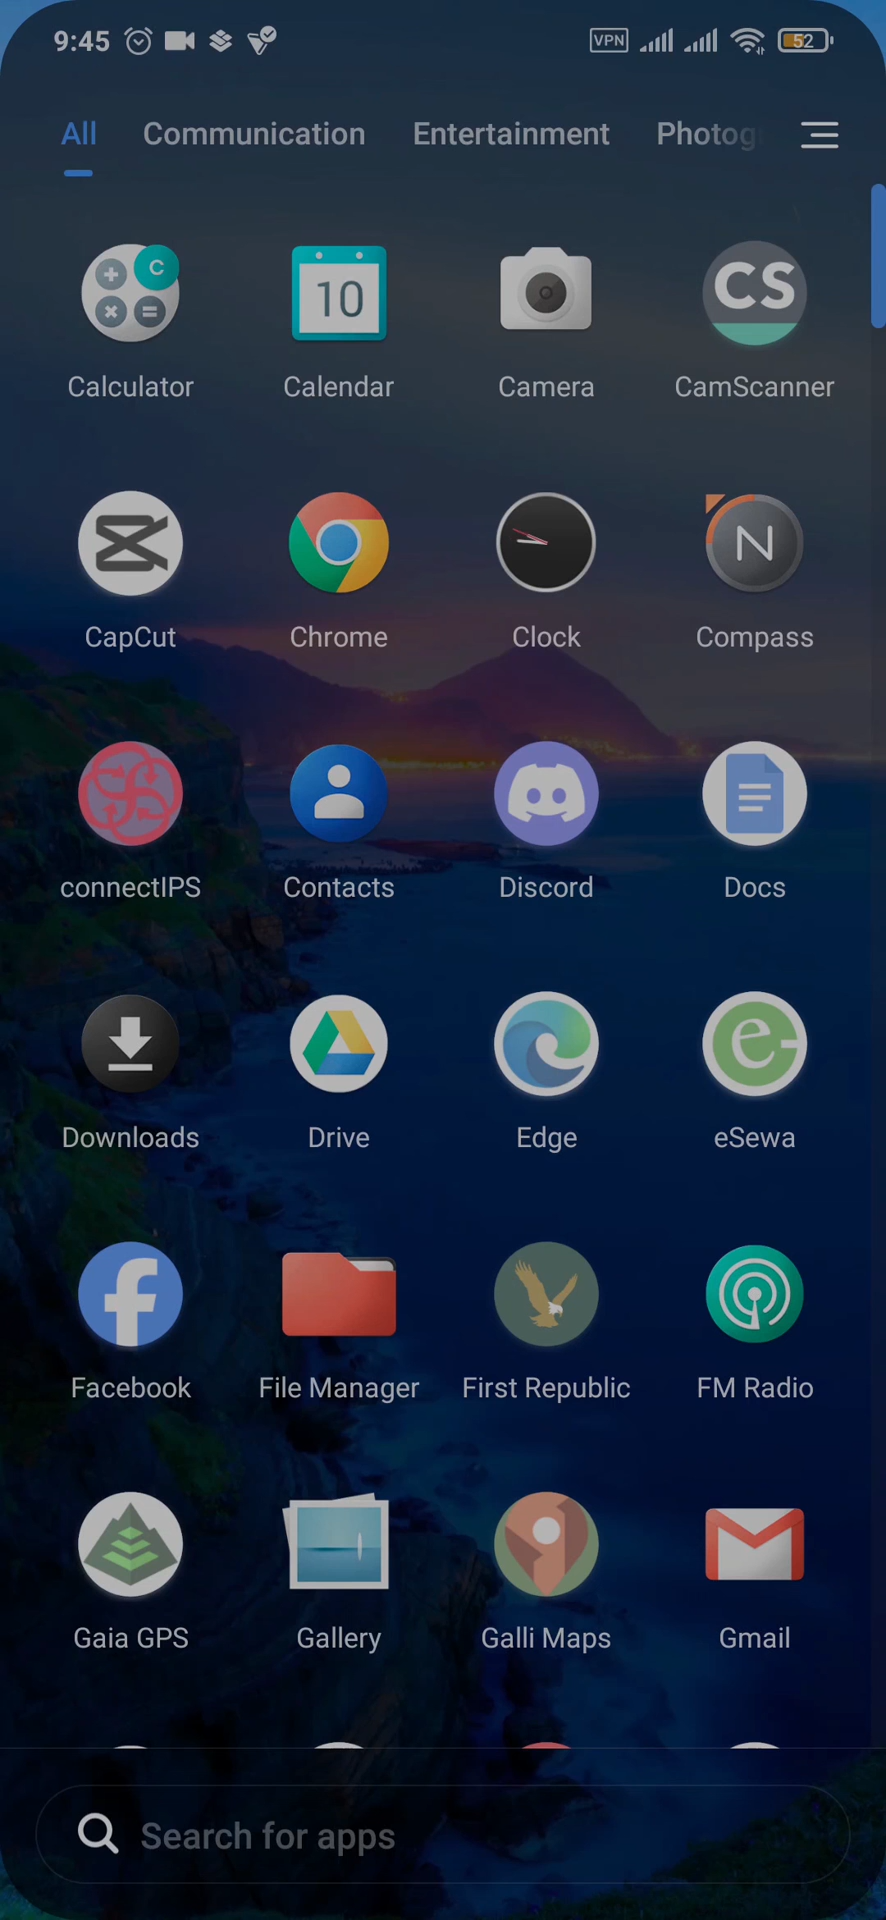 9:45 VPN 52
All Communication Entertainment Photog
C 10 CS
Calculator Calendar Camera CamScanner
N
CapCut Chrome Clock Compass
connectIPS Contacts Discord Docs
e
Downloads Drive Edge eSewa
f
Facebook File Manager First Republic FM Radio
Gaia GPS Gallery Galli Maps Gmail
Search for apps